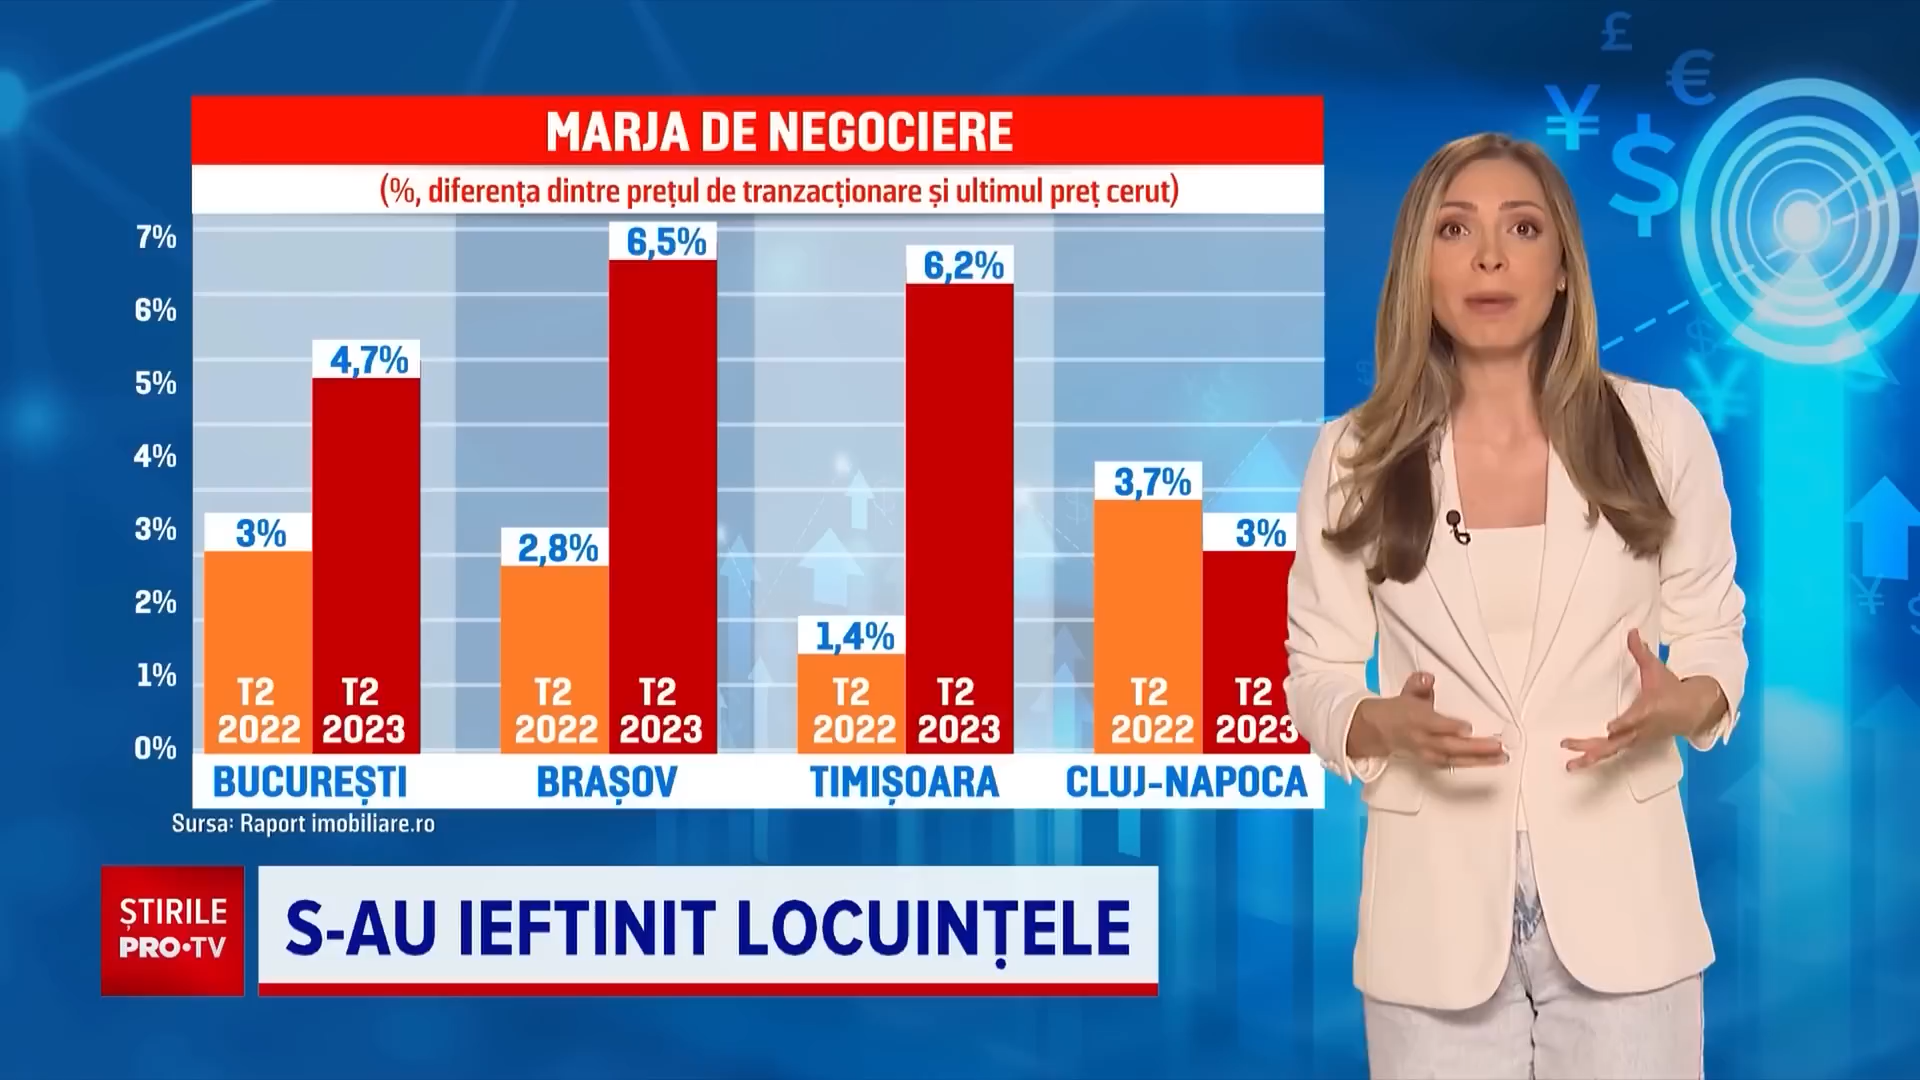 MARJA DE NEGOCIERE
(%, diferența dintre prețul de tranzacționare și ultimul preț cerut)
7%
6%
5%
4%
3%
2%
1%
0%
3%
4,7%
2,8%
6,5%
1,4%
6,2%
3,7%
3%
T2 2022
T2 2023
T2 2022
T2 2023
T2 2022
T2 2023
T2 2022
T2 2023
BUCUREȘTI
BRAȘOV
TIMIȘOARA
CLUJ-NAPOCA
Sursa: Raport imobiliare.ro
ȘTIRILE
PRO•TV
S-AU IEFTINIT LOCUINȚELE